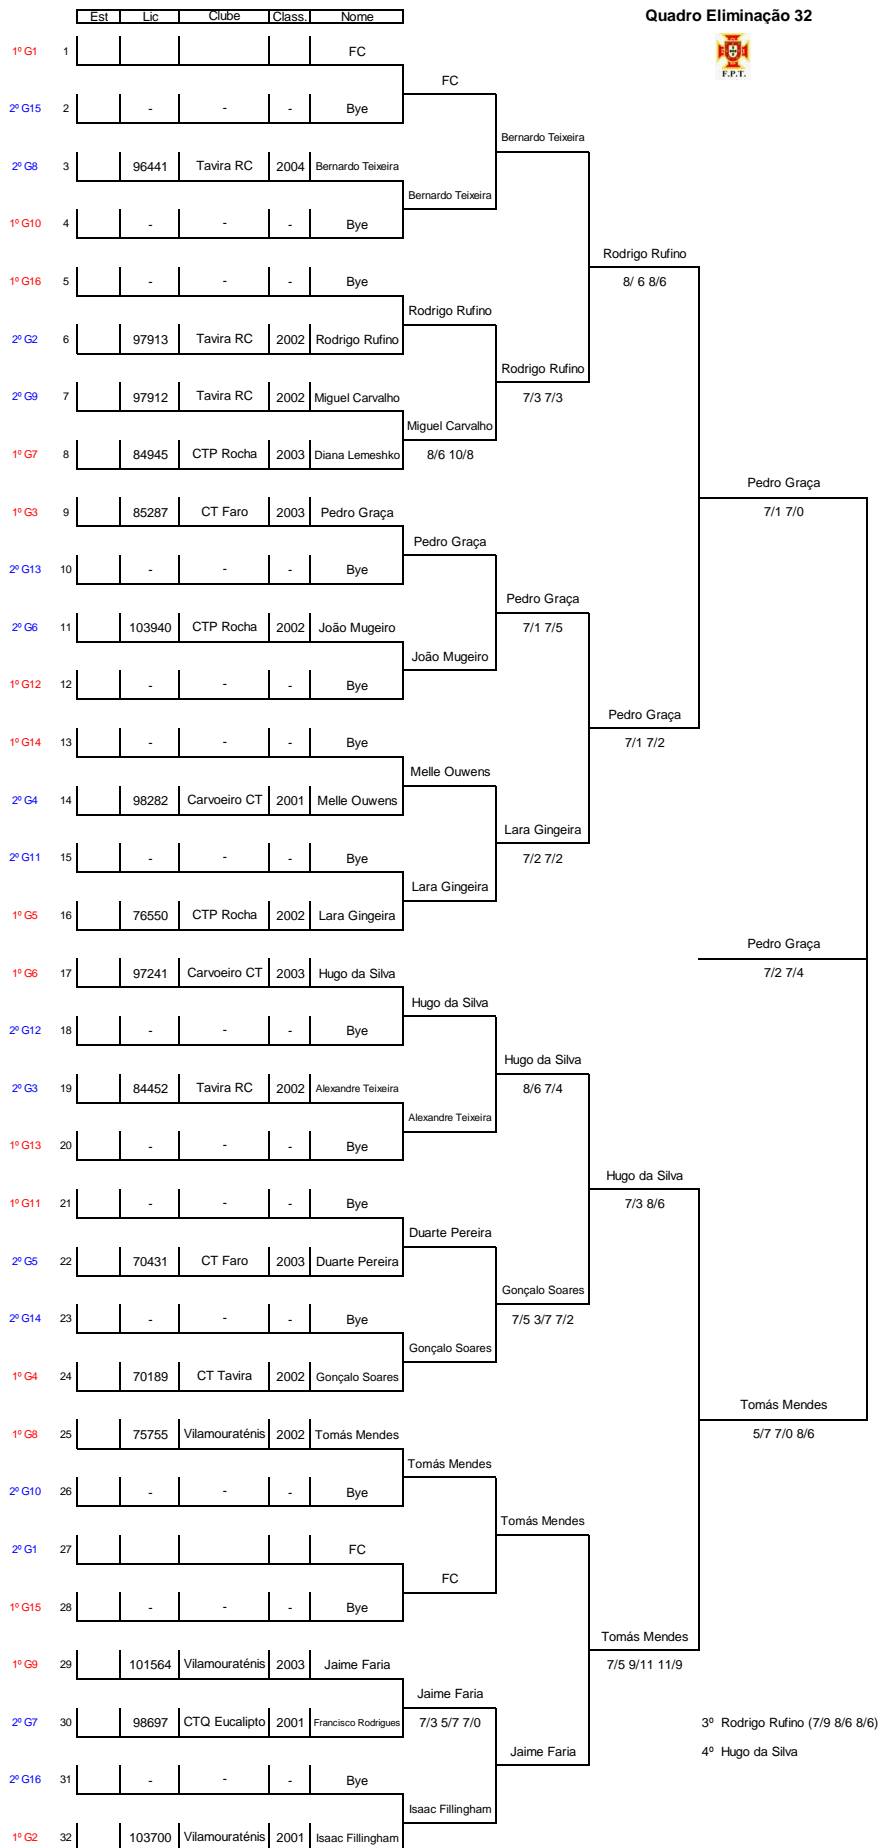 Est Lic Clube Class. Nome
Quadro Eliminação 32
F.P.T.
1º G1 1 FC
FC
2º G15 2 - - - Bye
Bernardo Teixeira
2º G8 3 96441 Tavira RC 2004 Bernardo Teixeira
Bernardo Teixeira
1º G10 4 - - - Bye
Rodrigo Rufino
8/ 6 8/6
1º G16 5 - - - Bye
Rodrigo Rufino
2º G2 6 97913 Tavira RC 2002 Rodrigo Rufino
Rodrigo Rufino
7/3 7/3
2º G9 7 97912 Tavira RC 2002 Miguel Carvalho
Miguel Carvalho
8/6 10/8
1º G7 8 84945 CTP Rocha 2003 Diana Lemeshko
Pedro Graça
7/1 7/0
1º G3 9 85287 CT Faro 2003 Pedro Graça
Pedro Graça
2º G13 10 - - - Bye
Pedro Graça
7/1 7/5
2º G6 11 103940 CTP Rocha 2002 João Mugeiro
João Mugeiro
1º G12 12 - - - Bye
Pedro Graça
7/1 7/2
1º G14 13 - - - Bye
Melle Ouwens
2º G4 14 98282 Carvoeiro CT 2001 Melle Ouwens
Lara Gingeira
7/2 7/2
2º G11 15 - - - Bye
Lara Gingeira
1º G5 16 76550 CTP Rocha 2002 Lara Gingeira
Pedro Graça
7/2 7/4
1º G6 17 97241 Carvoeiro CT 2003 Hugo da Silva
Hugo da Silva
2º G12 18 - - - Bye
Hugo da Silva
8/6 7/4
2º G3 19 84452 Tavira RC 2002 Alexandre Teixeira
Alexandre Teixeira
1º G13 20 - - - Bye
Hugo da Silva
7/3 8/6
1º G11 21 - - - Bye
Duarte Pereira
2º G5 22 70431 CT Faro 2003 Duarte Pereira
Gonçalo Soares
7/5 3/7 7/2
2º G14 23 - - - Bye
Gonçalo Soares
1º G4 24 70189 CT Tavira 2002 Gonçalo Soares
Tomás Mendes
5/7 7/0 8/6
1º G8 25 75755 Vilamouraténis 2002 Tomás Mendes
Tomás Mendes
2º G10 26 - - - Bye
Tomás Mendes
2º G1 27 FC
FC
1º G15 28 - - - Bye
Tomás Mendes
7/5 9/11 11/9
1º G9 29 101564 Vilamouraténis 2003 Jaime Faria
Jaime Faria
7/3 5/7 7/0
2º G7 30 98697 CTQ Eucalipto 2001 Francisco Rodrigues
3º Rodrigo Rufino (7/9 8/6 8/6)
Jaime Faria
4º Hugo da Silva
2º G16 31 - - - Bye
Isaac Fillingham
1º G2 32 103700 Vilamouraténis 2001 Isaac Fillingham